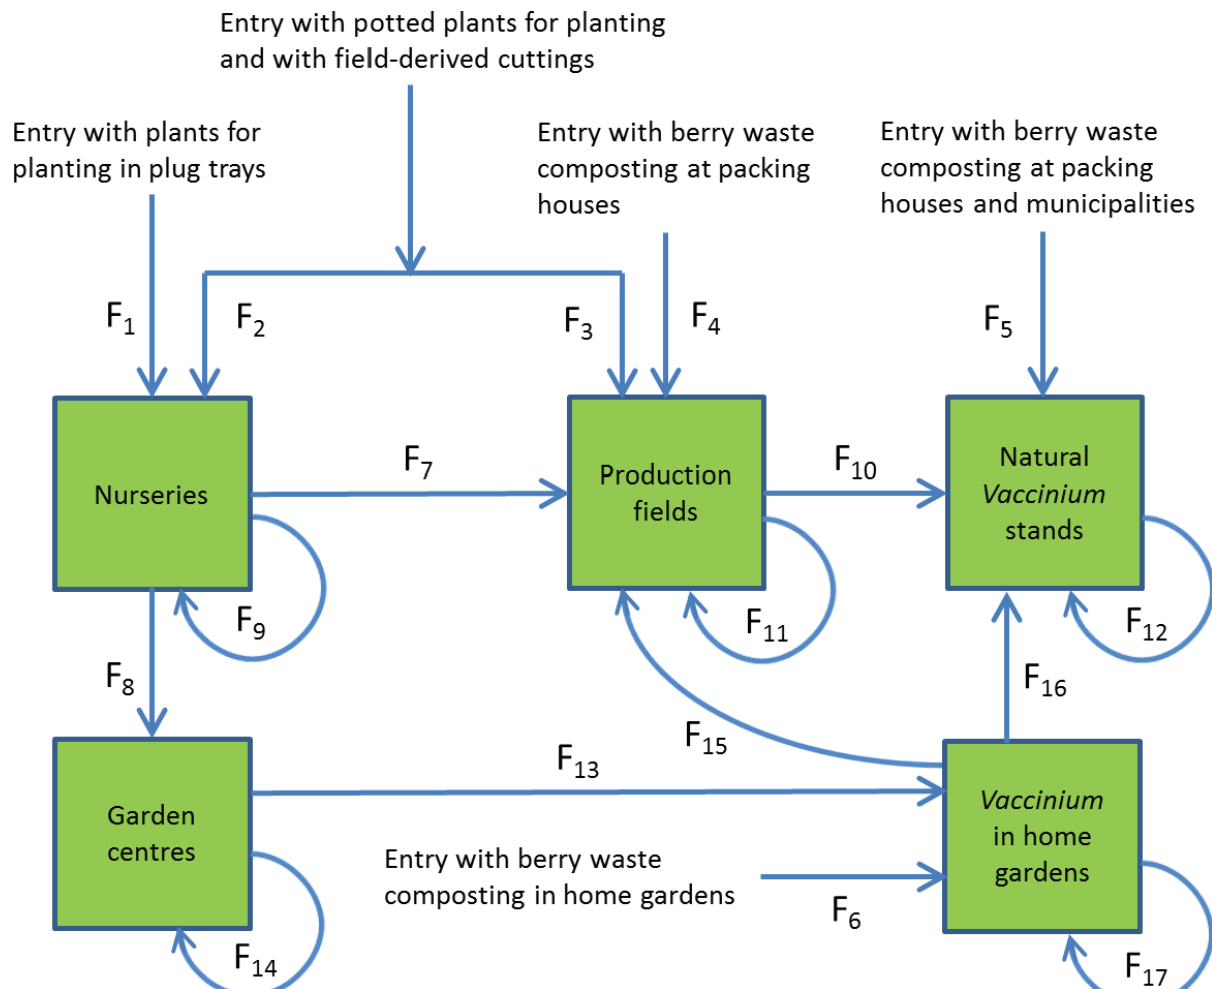 Entry with potted plants for planting
and with field-derived cuttings
Entry with plants for
planting in plug trays
Entry with berry waste
composting at packing
houses
Entry with berry waste
composting at packing
houses and municipalities
F₁
F₂
F₃
F₄
F₅
Nurseries
F₇
Production
fields
F₁₀
Natural
Vaccinium
stands
F₉
F₁₁
F₁₂
F₈
F₁₆
F₁₅
F₁₃
Garden
centres
Vaccinium
in home
gardens
Entry with berry waste
composting in home gardens
F₆
F₁₄
F₁₇